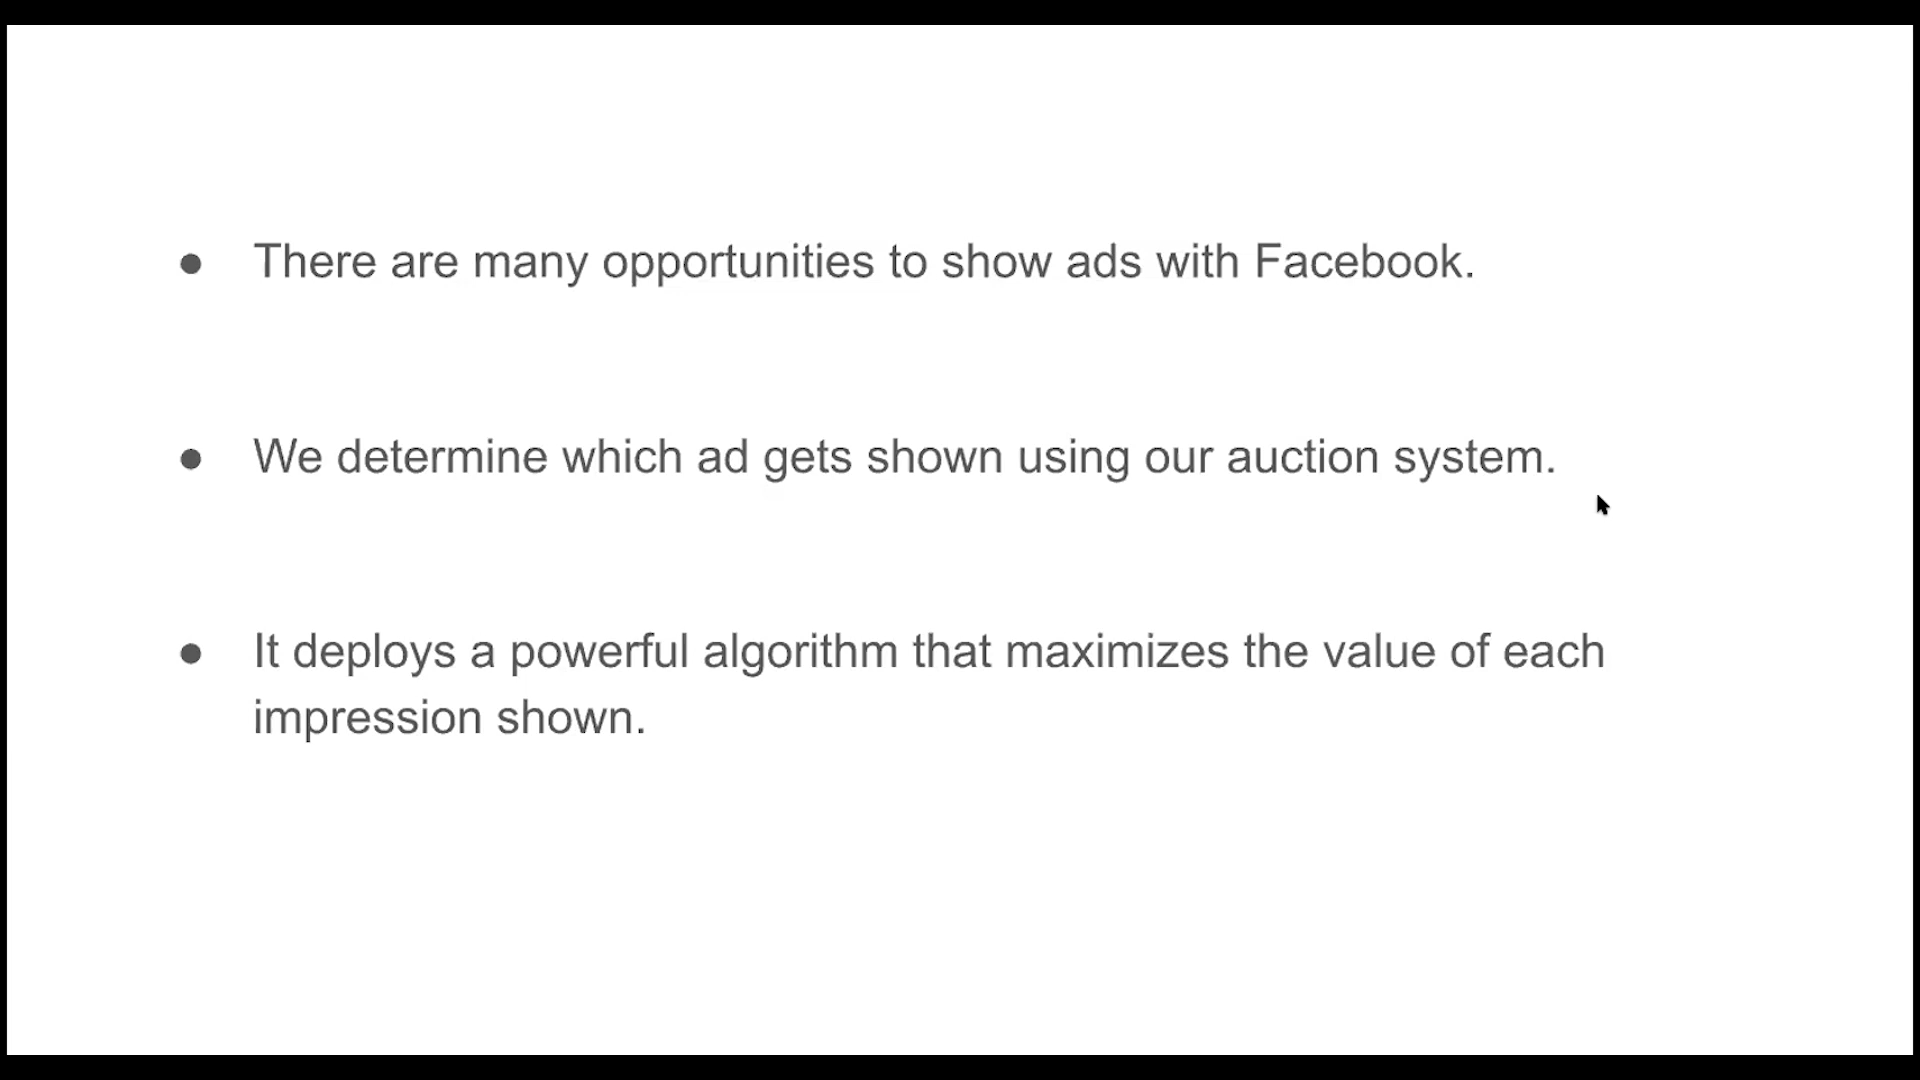 ● There are many opportunities to show ads with Facebook.
● We determine which ad gets shown using our auction system.
● It deploys a powerful algorithm that maximizes the value of each
impression shown.